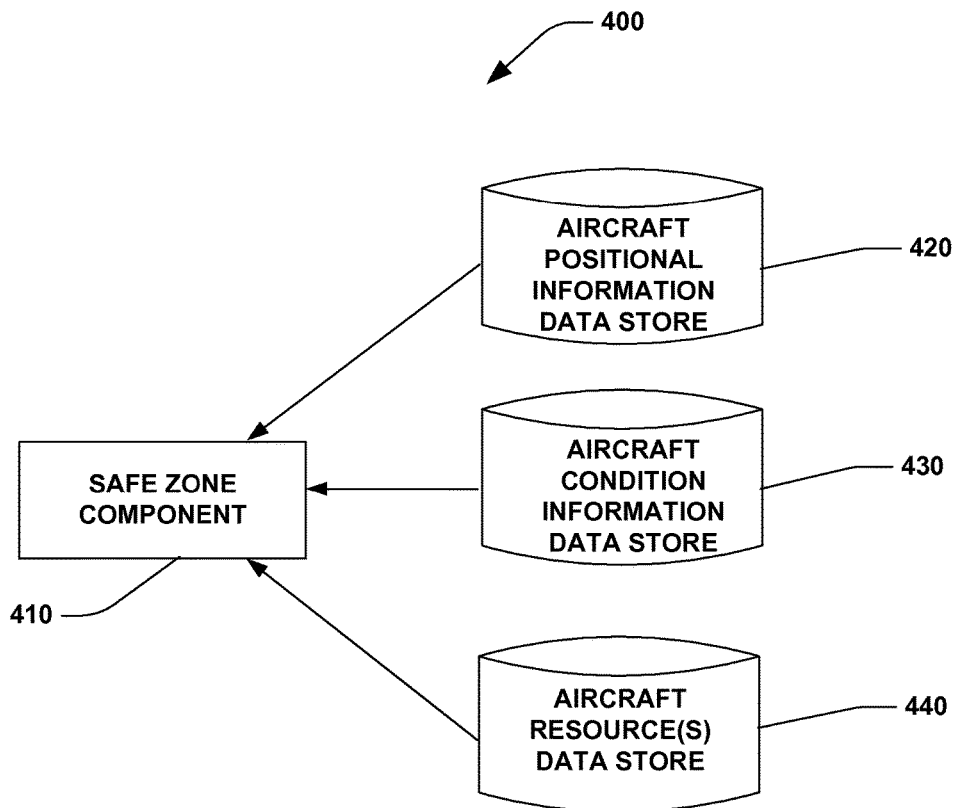 400
AIRCRAFT
POSITIONAL
INFORMATION
DATA STORE
420
AIRCRAFT
CONDITION
INFORMATION
DATA STORE
430
SAFE ZONE
COMPONENT
410
AIRCRAFT
RESOURCE(S)
DATA STORE
440